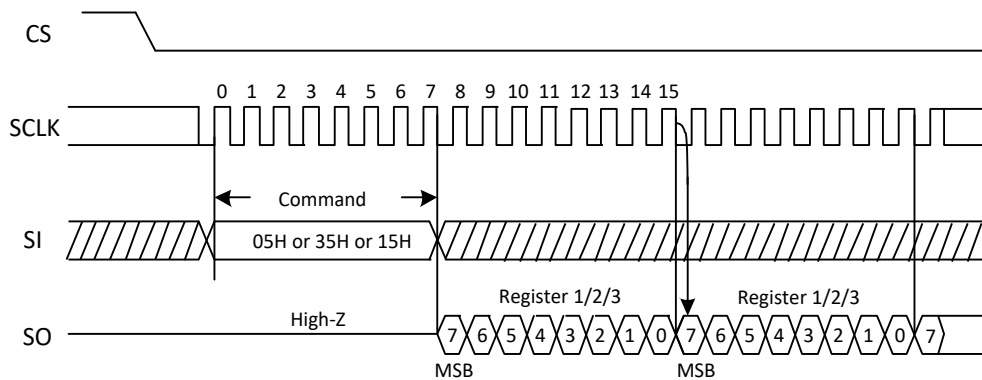 CS
0 1 2 3 4 5 6 7 8 9 10 11 12 13 14 15
SCLK
Command
SI
05H or 35H or 15H
Register 1/2/3 Register 1/2/3
High-Z
SO
7 6 5 4 3 2 1 0 7 6 5 4 3 2 1 0 7
MSB MSB